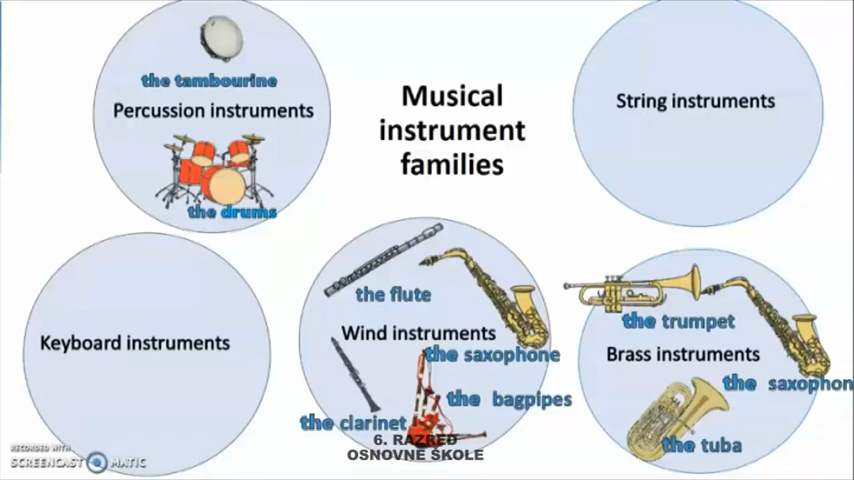 the tambourine
Percussion instruments
the drums
Musical
instrument
families
String instruments
Keyboard instruments
the flute
Wind instruments
the saxophone
the bagpipes
the clarinet
the trumpet
Brass instruments
the saxophon
the tuba
6. RAZRED
OSNOVNE ŠKOLE
RECORDED WITH
SCREENCAST MATIC